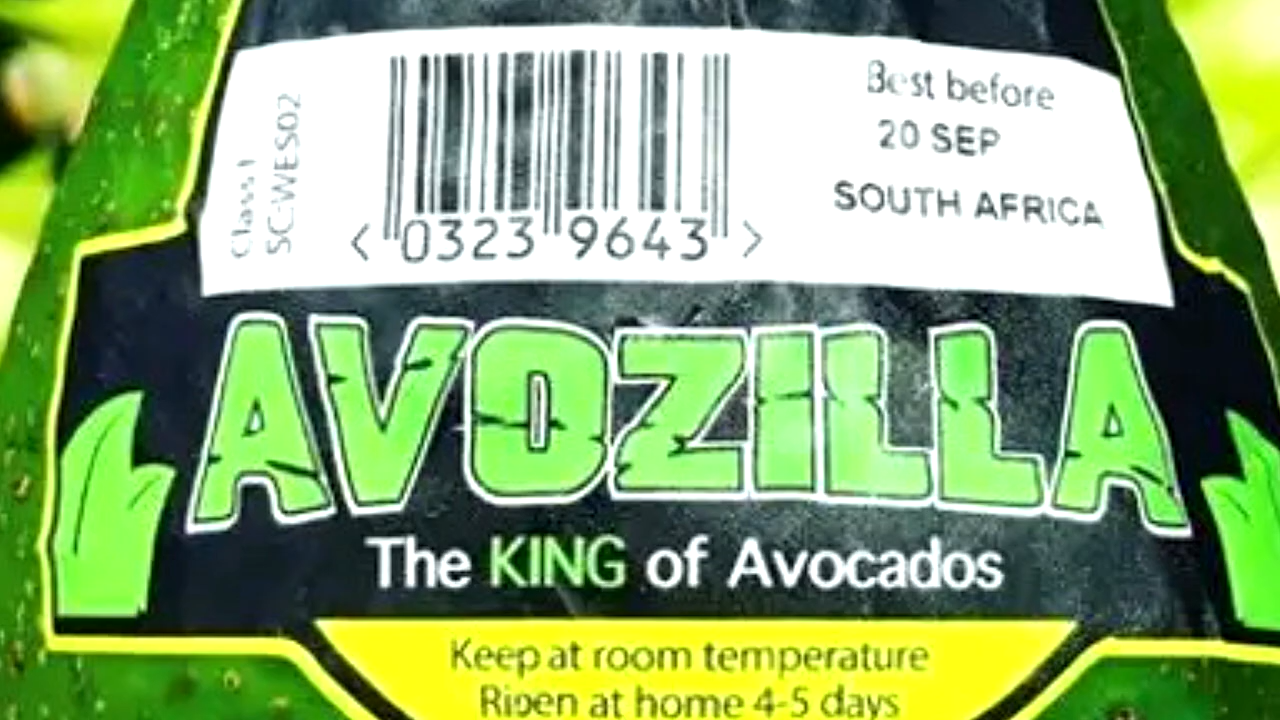 Class I
SC:WES02
<0323 9643>
Best before
20 SEP
SOUTH AFRICA
AVOZILLA
The KING of Avocados
Keep at room temperature
Ripen at home 4-5 days